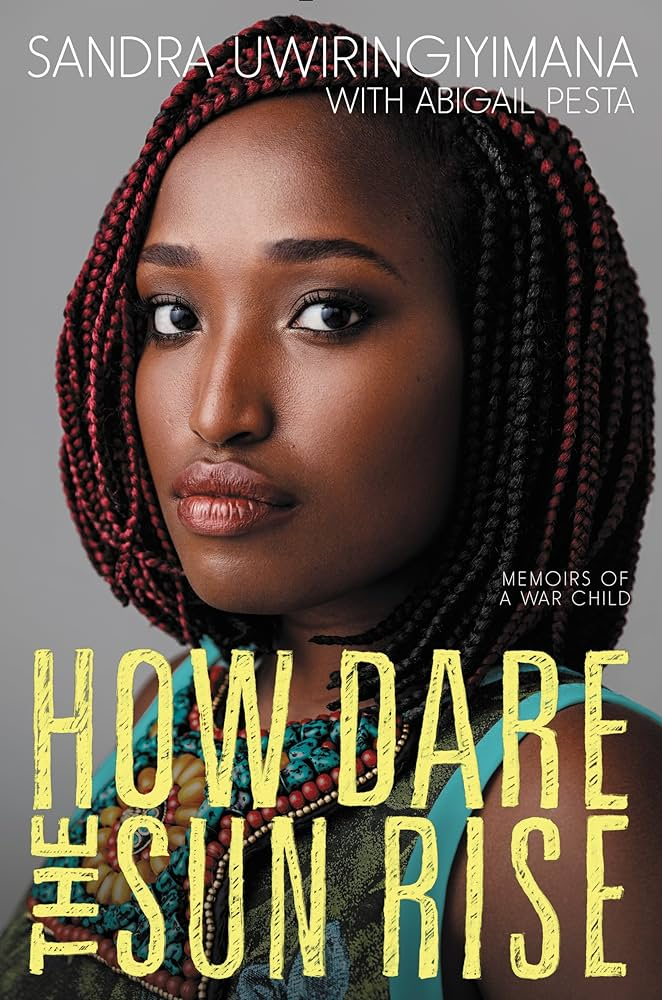 SANDRA UWIRINGIYIMANA
WITH ABIGAIL PESTA
MEMOIRS OF
A WAR CHILD
HOW DARE
THE SUN RISE